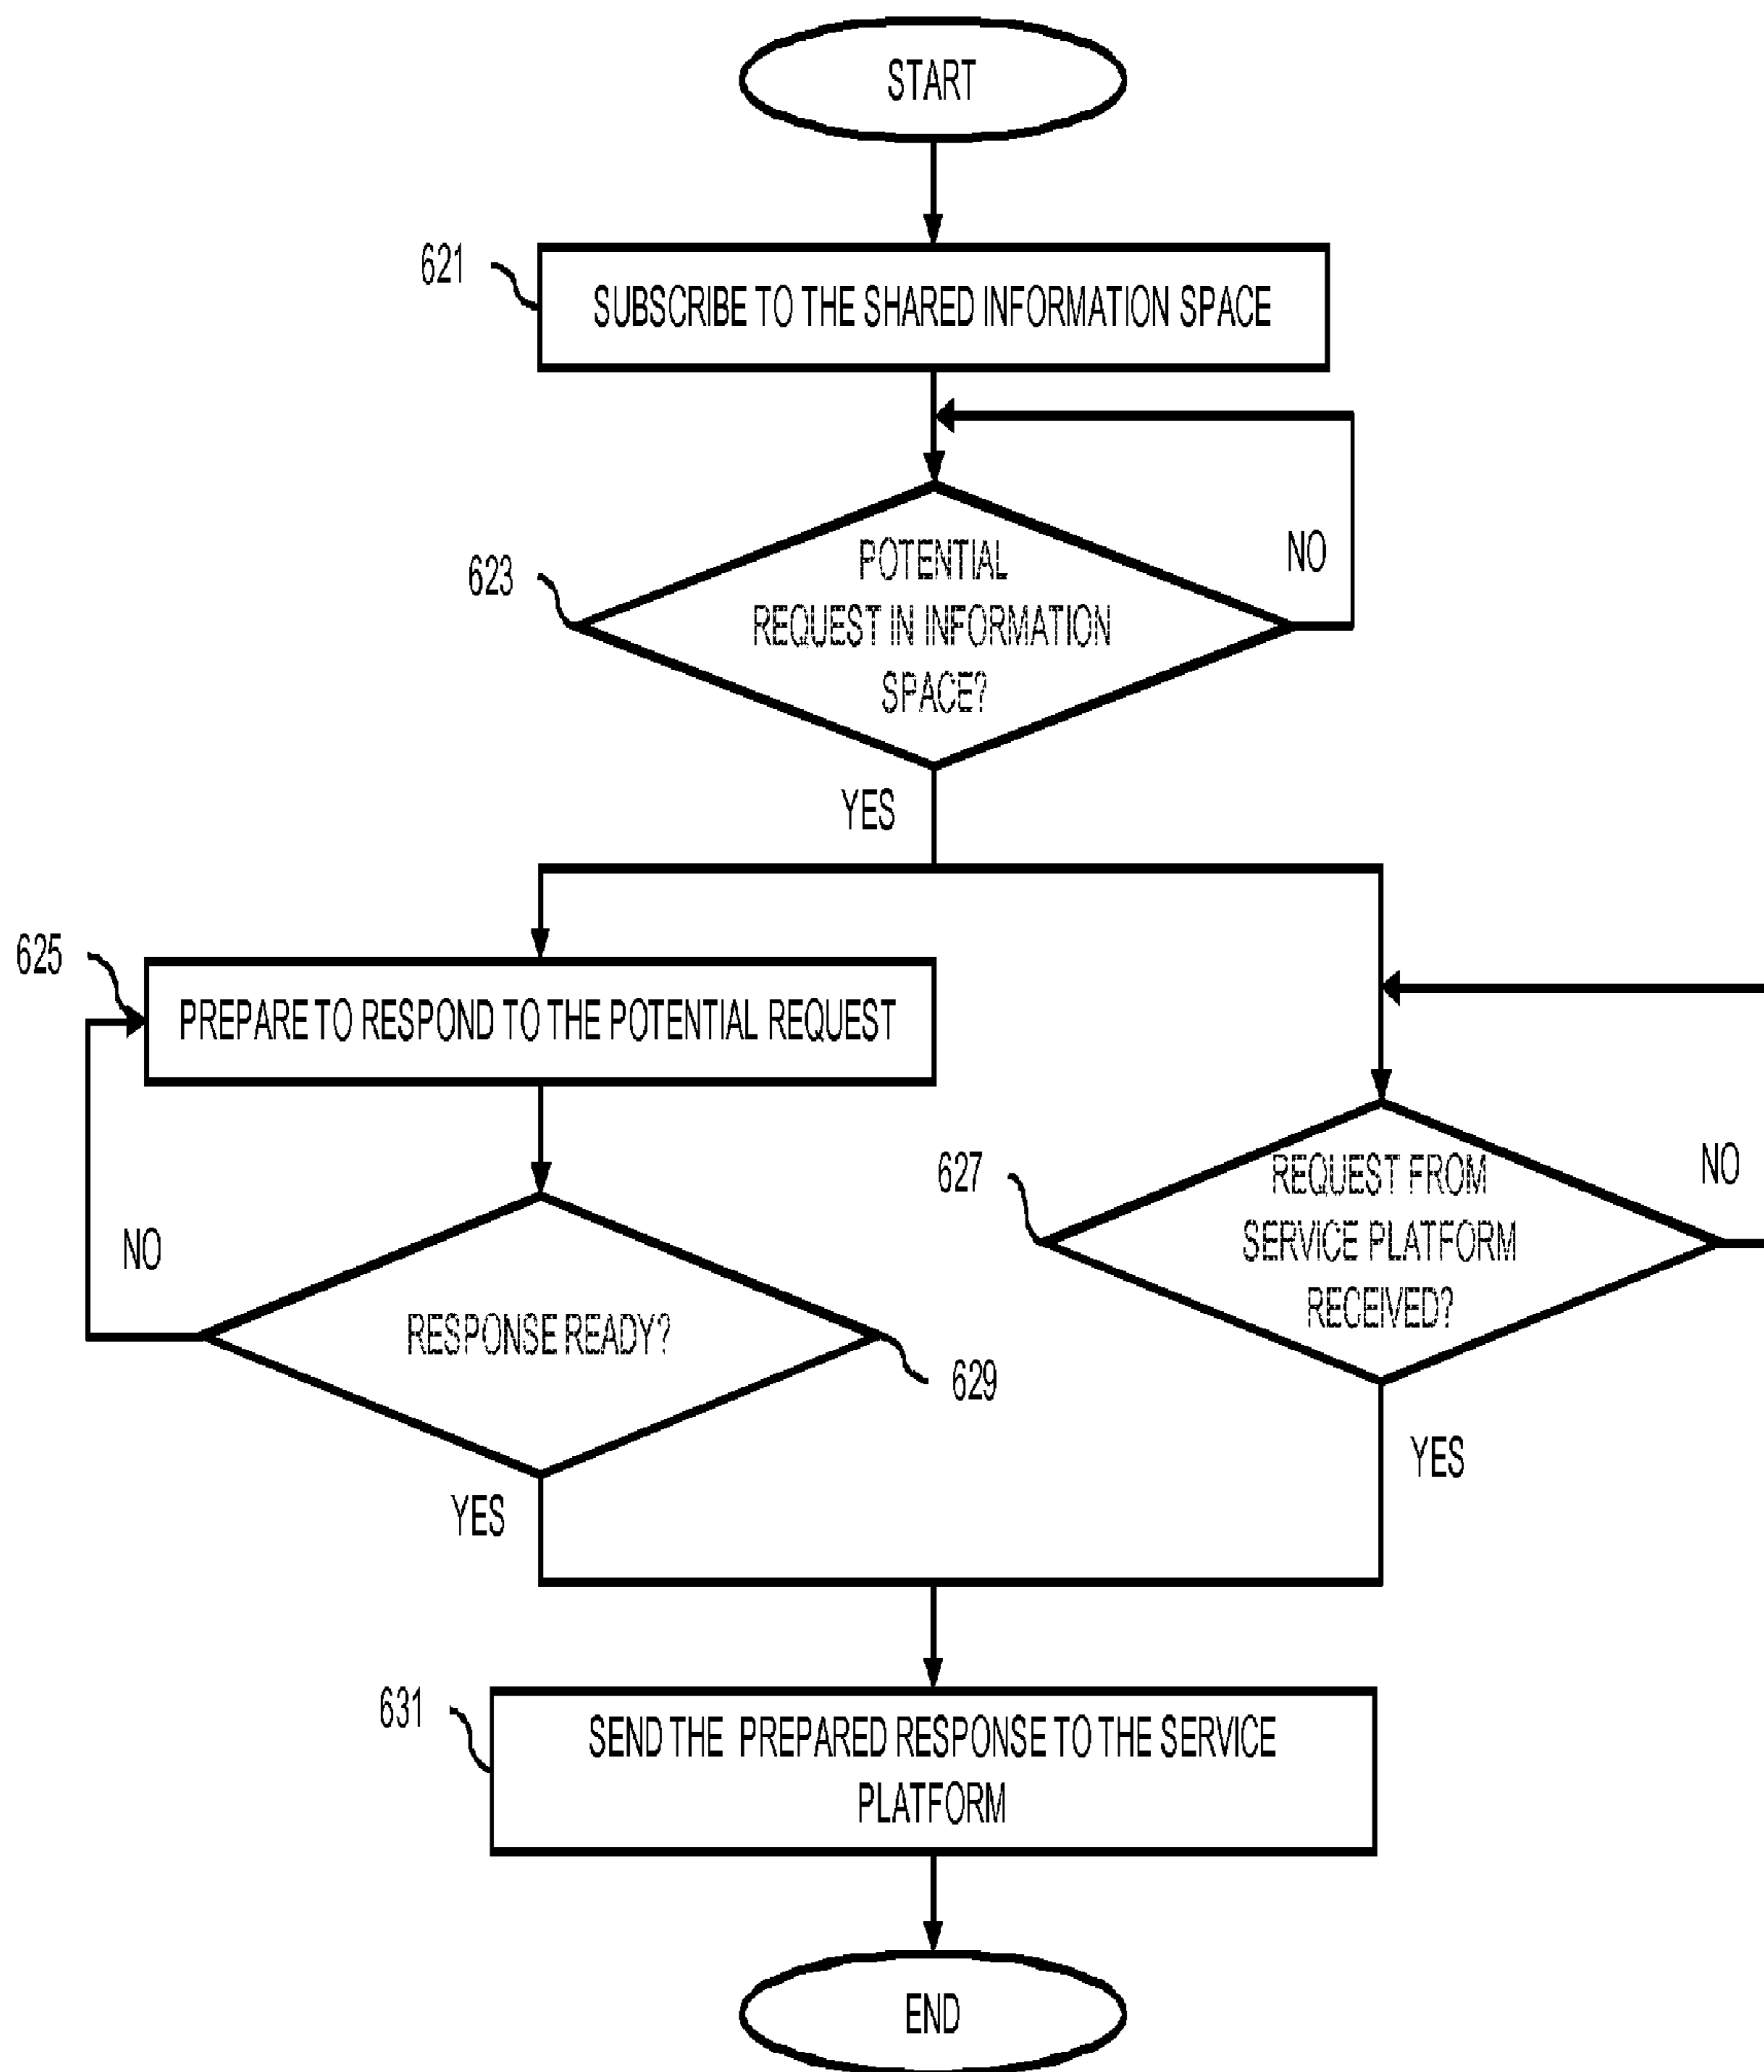 START
621
SUBSCRIBE TO THE SHARED INFORMATION SPACE
623
POTENTIAL
REQUEST IN INFORMATION
SPACE?
NO
YES
625
PREPARE TO RESPOND TO THE POTENTIAL REQUEST
627
REQUEST FROM
SERVICE PLATFORM
RECEIVED?
NO
NO
RESPONSE READY?
629
YES
YES
631
SEND THE PREPARED RESPONSE TO THE SERVICE
PLATFORM
END